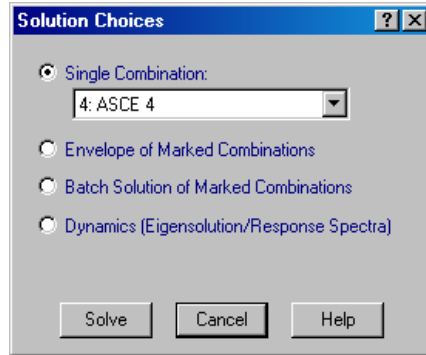 Solution Choices
Single Combination:
4: ASCE 4
Envelope of Marked Combinations
Batch Solution of Marked Combinations
Dynamics (Eigensolution/Response Spectra)
Solve Cancel Help